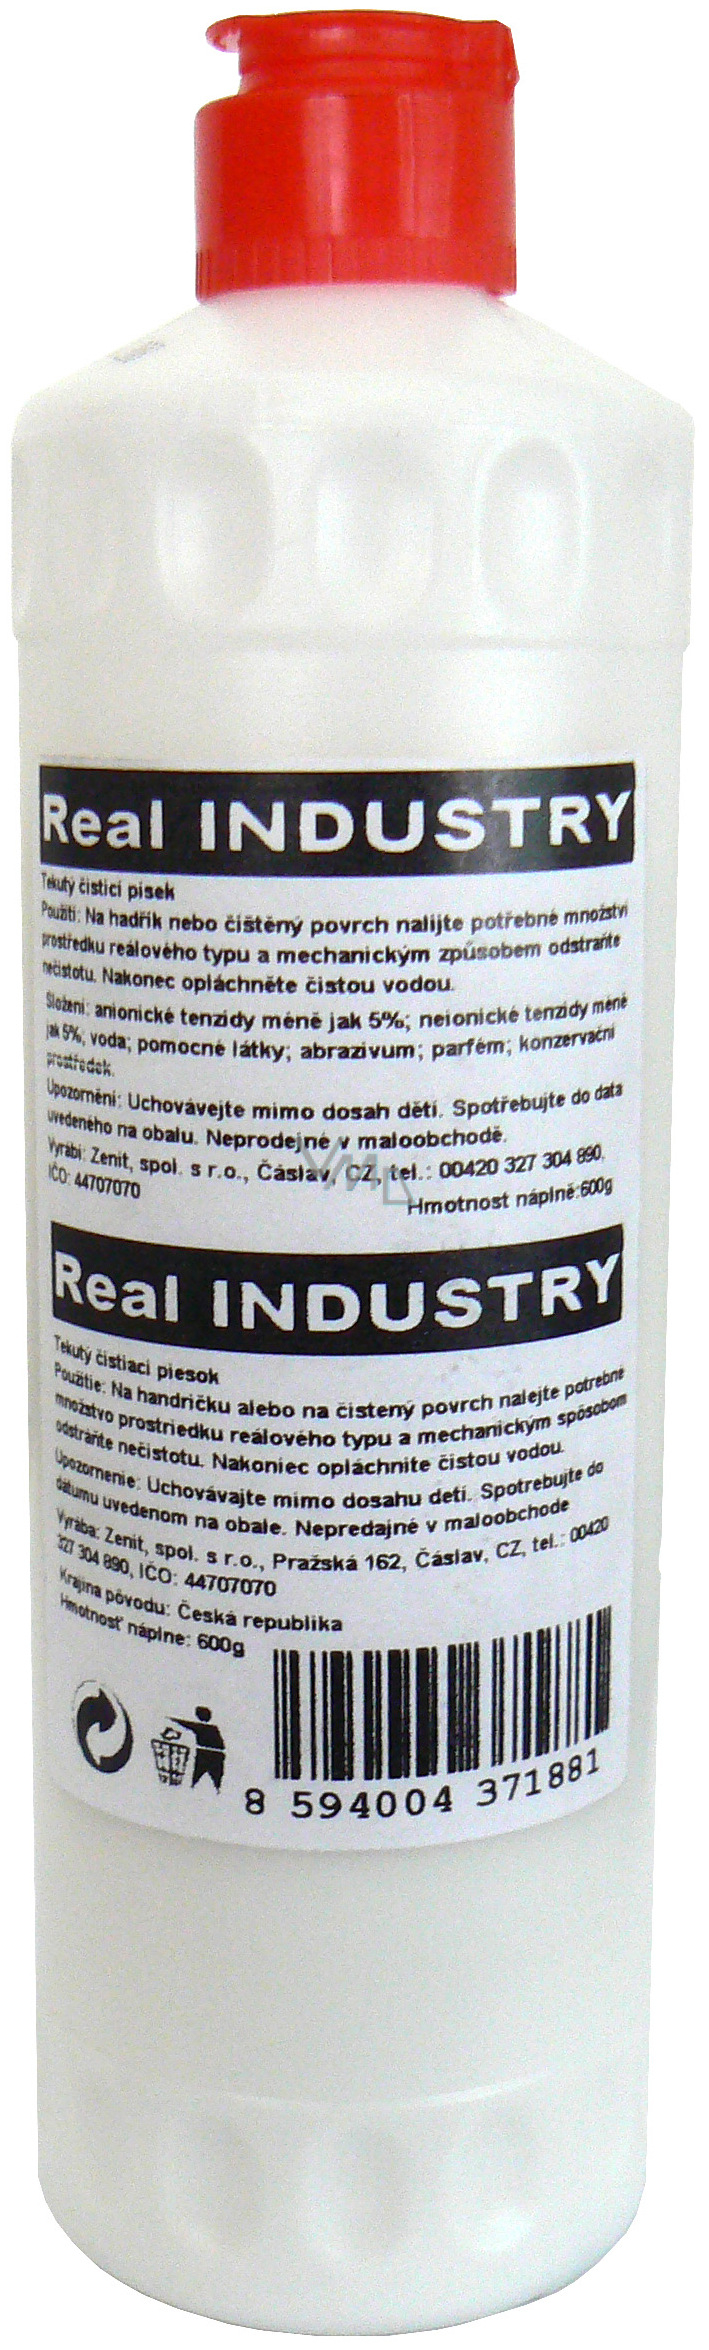 Real INDUSTRY
Tekutý čisticí písek
Použití: Na hadřík nebo čištěný povrch nalijte potřebné množství
prostředku reálového typu a mechanickým způsobem odstraňte
nečistotu. Nakonec opláchněte čistou vodou.
Složení: anionické tenzidy méně jak 5%; neionické tenzidy méně
jak 5%, voda; pomocné látky; abrazivum; parfém; konzervační
prostředek.
Upozornění: Uchovávejte mimo dosah dětí. Spotřebujte do data
uvedeného na obalu. Neprodejné v maloobchodě.
Vyrábí: Zenit, spol. s r.o., Čáslav, CZ, tel.: 00420 327 304 890,
IČO: 44707070
Hmotnost náplně:600g
Real INDUSTRY
Tekutý čistiaci piesok
Použitie: Na handričku alebo na čistený povrch nalejte potrebné
množstvo prostriedku reálového typu a mechanickým spôsobom
odstráňte nečistotu. Nakoniec opláchnite čistou vodou.
Upozornenie: Uchovávajte mimo dosahu detí. Spotrebujte do
dátumu uvedenom na obale. Nepredajné v maloobchode
Vyrába: Zenit, spol. s r.o., Pražská 162, Čáslav, CZ, tel.: 00420
327 304 890, IČO: 44707070
Krajina pôvodu: Česká republika
Hmotnosť náplne: 600g
8 594004 371881